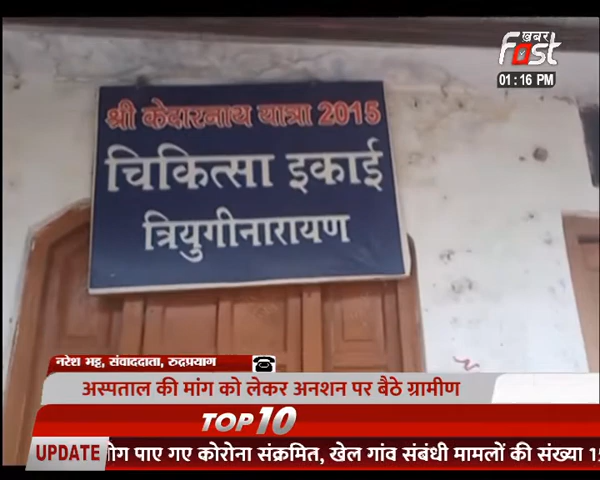 ख़बर
Fast
01:16 PM
श्री केदारनाथ यात्रा 2015
चिकित्सा इकाई
त्रियुगीनारायण
नरेश भट्ट, संवाददाता, रुद्रप्रयाग
अस्पताल की मांग को लेकर अनशन पर बैठे ग्रामीण
TOP 10
UPDATE पाए गए कोरोना संक्रमित, खेल गांव संबंधी मामलों की संख्या